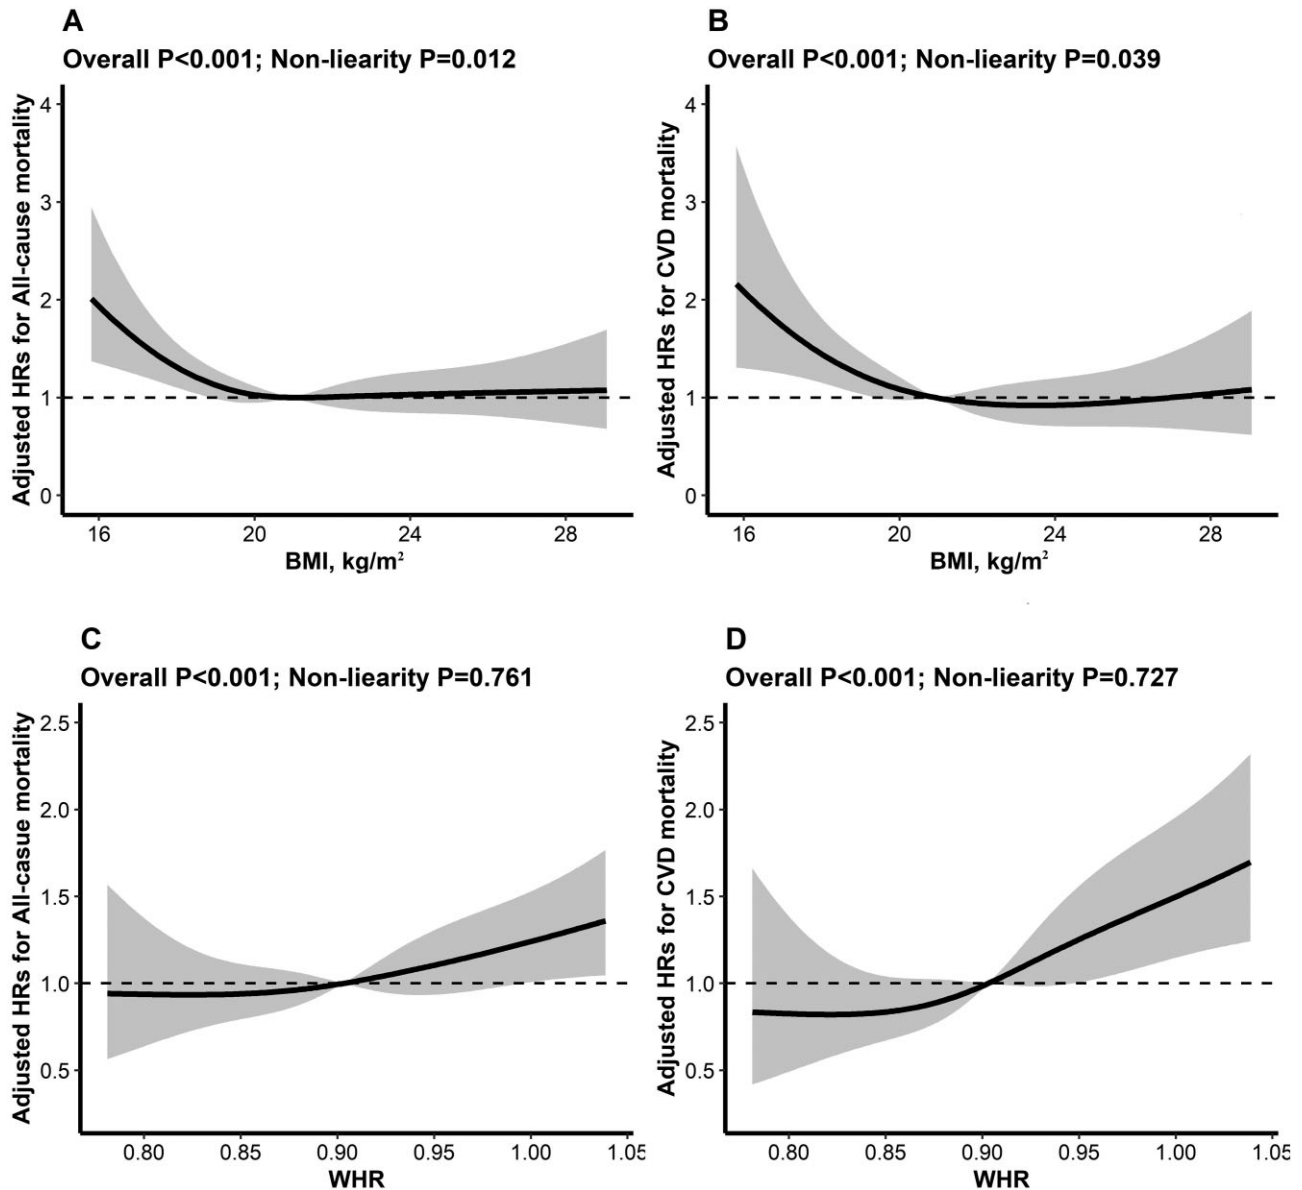 A
Overall P<0.001; Non-liearity P=0.012
Adjusted HRs for All-cause mortality
4
3
2
1
0
16 20 24 28
BMI, kg/m²
B
Overall P<0.001; Non-liearity P=0.039
Adjusted HRs for CVD mortality
4
3
2
1
0
16 20 24 28
BMI, kg/m²
C
Overall P<0.001; Non-liearity P=0.761
Adjusted HRs for All-casue mortality
2.5
2.0
1.5
1.0
0.5
0.80 0.85 0.90 0.95 1.00 1.05
WHR
D
Overall P<0.001; Non-liearity P=0.727
Adjusted HRs for CVD mortality
2.5
2.0
1.5
1.0
0.5
0.80 0.85 0.90 0.95 1.00 1.05
WHR